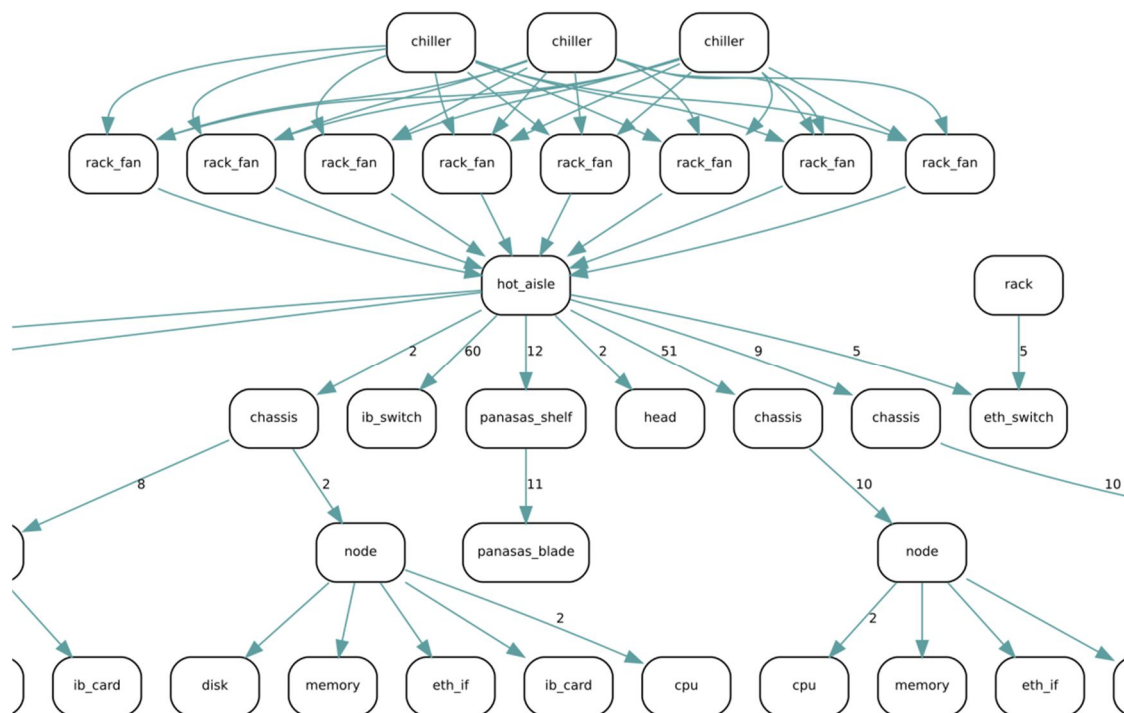 chiller
chiller
chiller
rack_fan
rack_fan
rack_fan
rack_fan
rack_fan
rack_fan
rack_fan
rack_fan
hot_aisle
rack
2
60
12
2
51
9
5
5
chassis
ib_switch
panasas_shelf
head
chassis
chassis
eth_switch
8
2
11
10
10
node
panasas_blade
node
2
2
ib_card
disk
memory
eth_if
ib_card
cpu
cpu
memory
eth_if